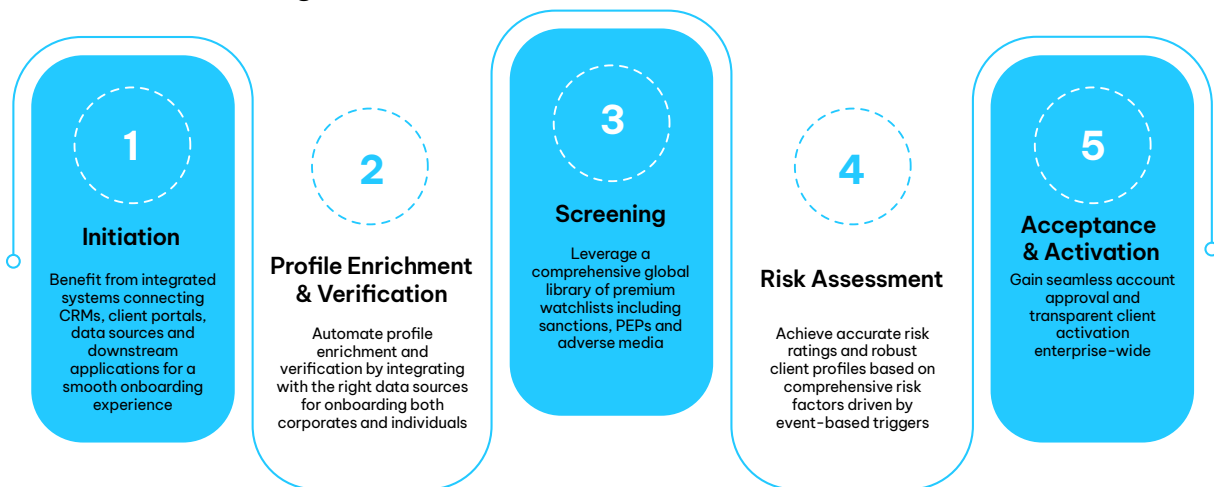 1
Initiation
Benefit from integrated
systems connecting
CRMs, client portals,
data sources and
downstream
applications for a
smooth onboarding
experience
2
Profile Enrichment
& Verification
Automate profile
enrichment and
verification by integrating
with the right data sources
for onboarding both
corporates and individuals
3
Screening
Leverage a
comprehensive global
library of premium
watchlists including
sanctions, PEPs and
adverse media
4
Risk Assessment
Achieve accurate risk
ratings and robust
client profiles based on
comprehensive risk
factors driven by
event-based triggers
5
Acceptance
& Activation
Gain seamless account
approval and
transparent client
activation
enterprise-wide